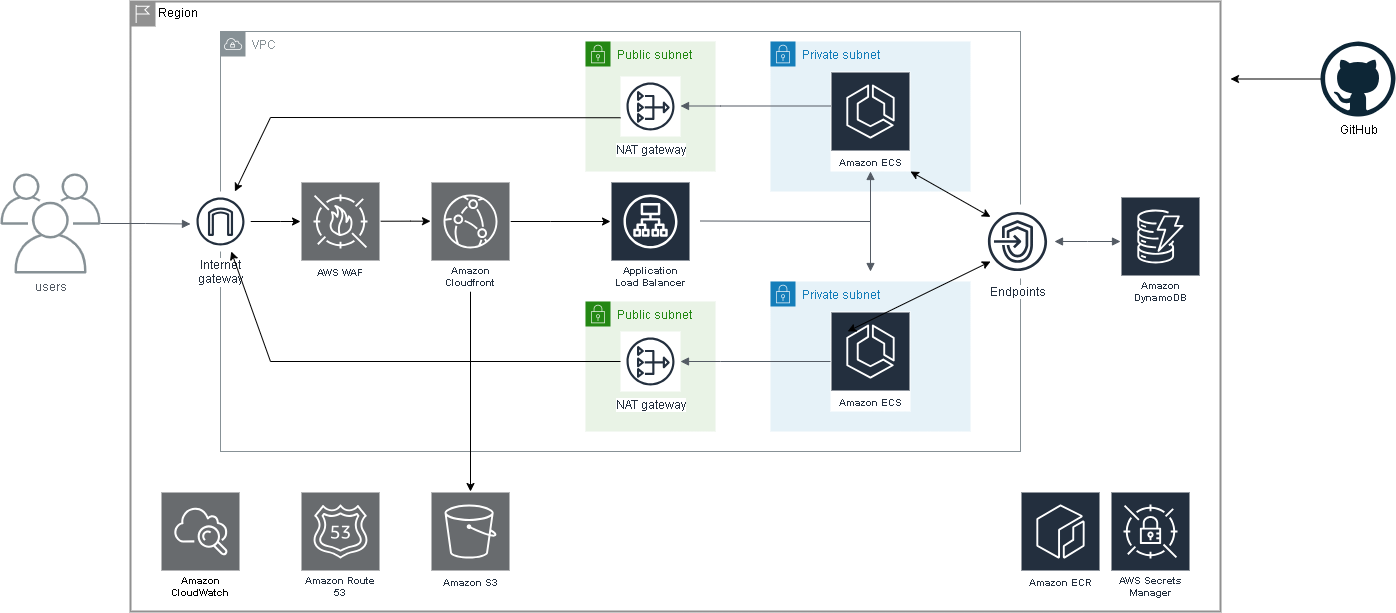 Region
VPC
Public subnet
Private subnet
NAT gateway
Amazon ECS
GitHub
users
Internet
gateway
AWS WAF
Amazon
Cloudfront
Application
Load Balancer
Endpoints
Amazon
DynamoDB
Public subnet
Private subnet
NAT gateway
Amazon ECS
Amazon
CloudWatch
53
Amazon Route
53
Amazon S3
Amazon ECR
AWS Secrets
Manager